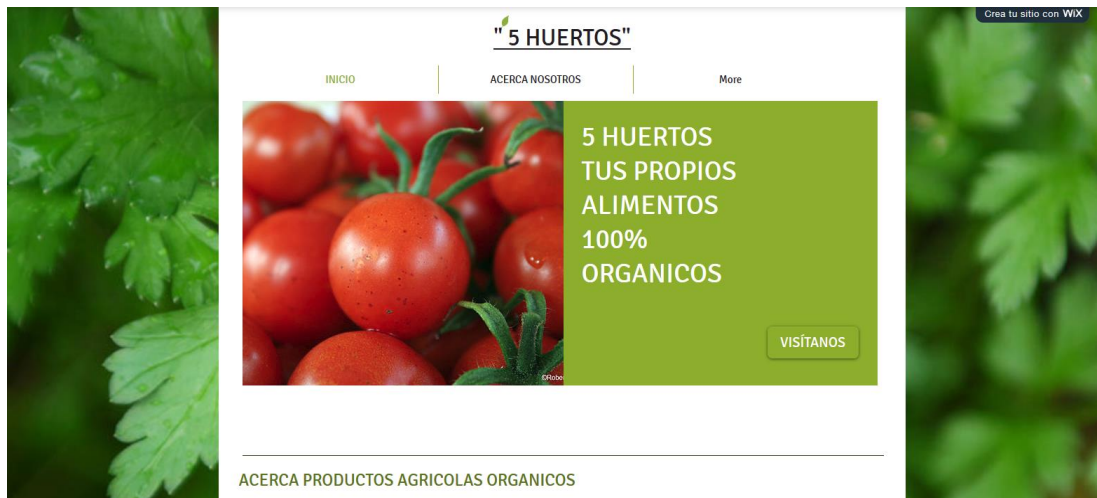 Crea tu sitio con WiX
" 5 HUERTOS"
INICIO
ACERCA NOSOTROS
More
5 HUERTOS
TUS PROPIOS
ALIMENTOS
100%
ORGANICOS
©Robe
VISÍTANOS
ACERCA PRODUCTOS AGRICOLAS ORGANICOS